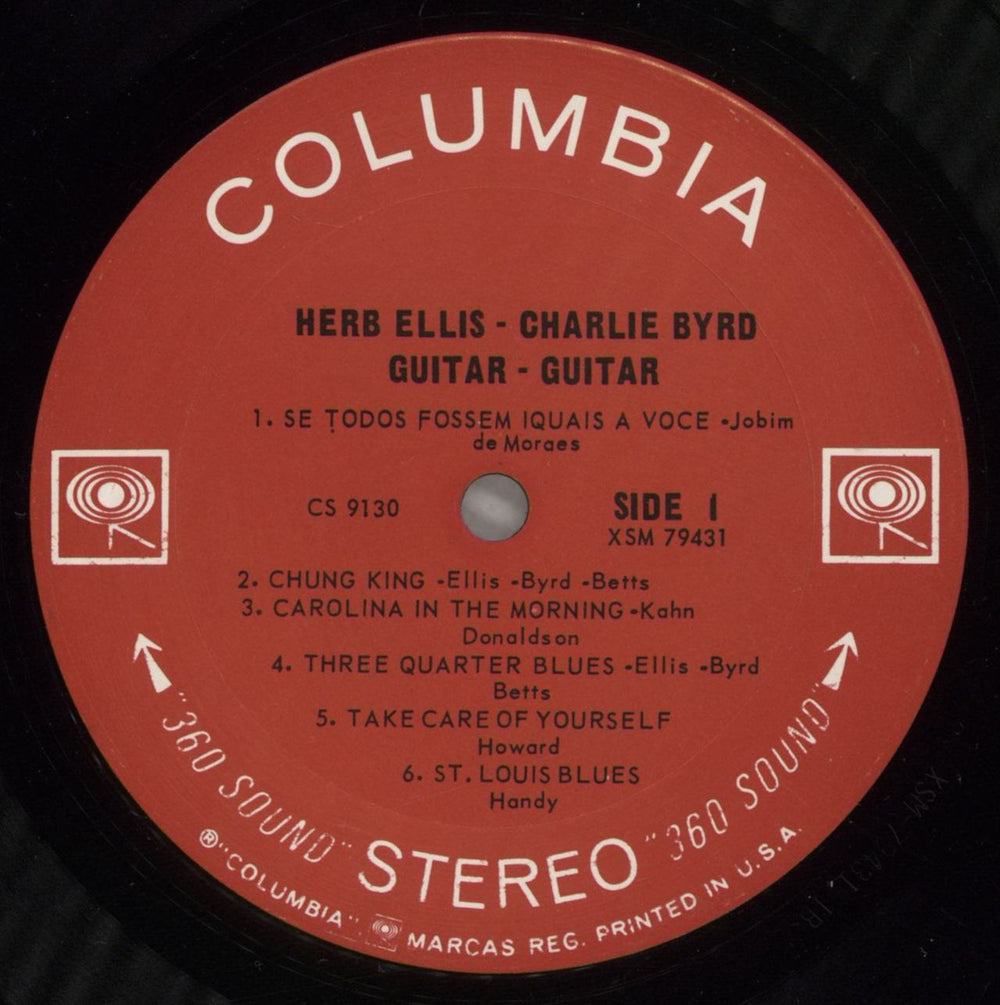 COLUMBIA
HERB ELLIS - CHARLIE BYRD
GUITAR - GUITAR
1. SE TODOS FOSSEM IQUAIS A VOCE -Jobim
de Moraes
CS 9130
SIDE 1
XSM 79431
2. CHUNG KING -Ellis -Byrd -Betts
3. CAROLINA IN THE MORNING -Kahn
Donaldson
4. THREE QUARTER BLUES -Ellis -Byrd
Betts
5. TAKE CARE OF YOURSELF
Howard
6. ST. LOUIS BLUES
Handy
"360 SOUND" STEREO "360 SOUND"
® "COLUMBIA" MARCAS REG. PRINTED IN U.S.A.